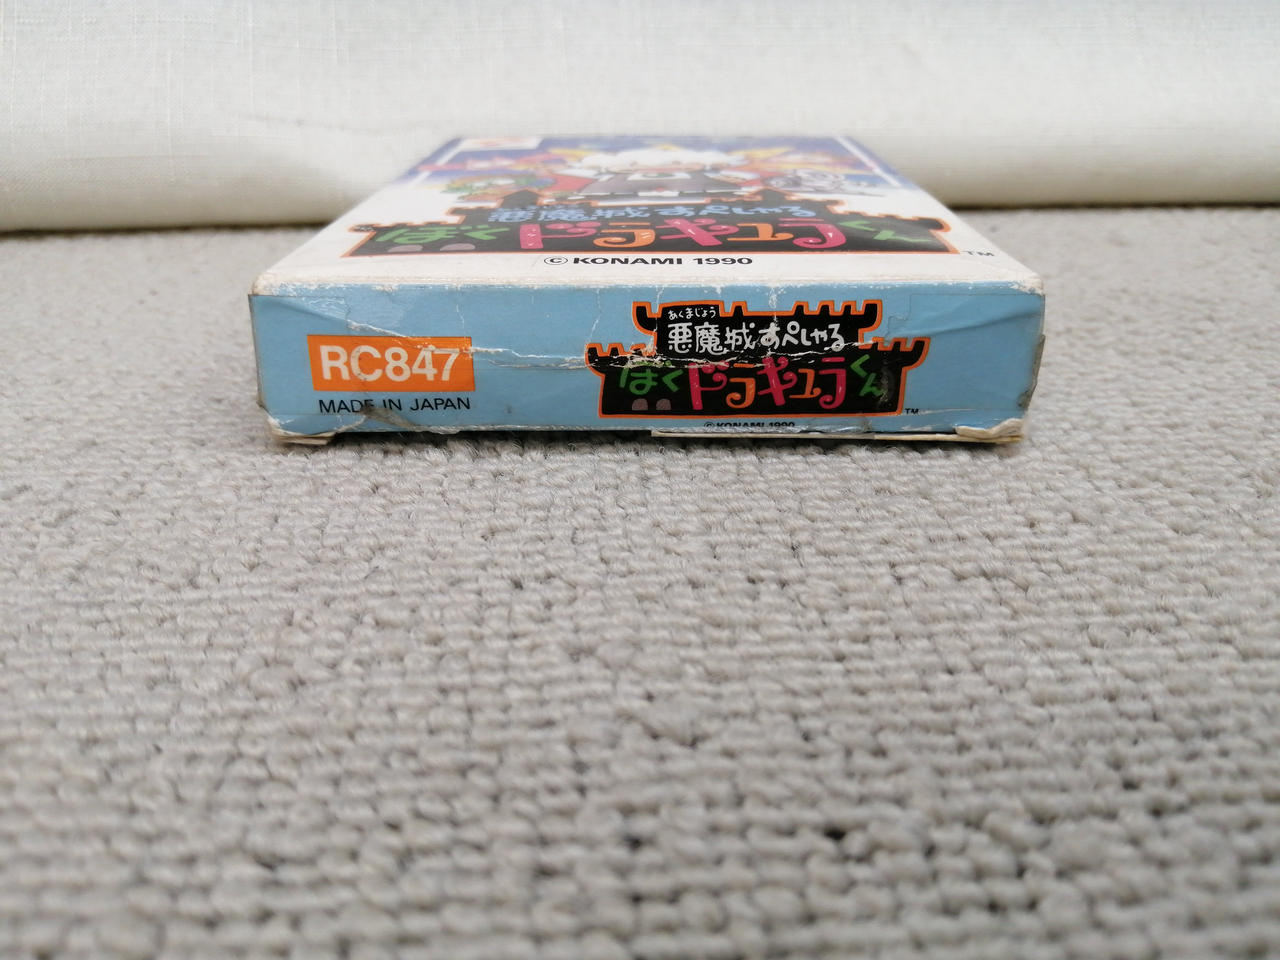 悪魔城すぺしゃる
ぼくドラキュラくん
TM
© KONAMI 1990
RC847
MADE IN JAPAN
あくまじょう
悪魔城すぺしゃる
ぼくドラキュラくん
TM
© KONAMI 1990